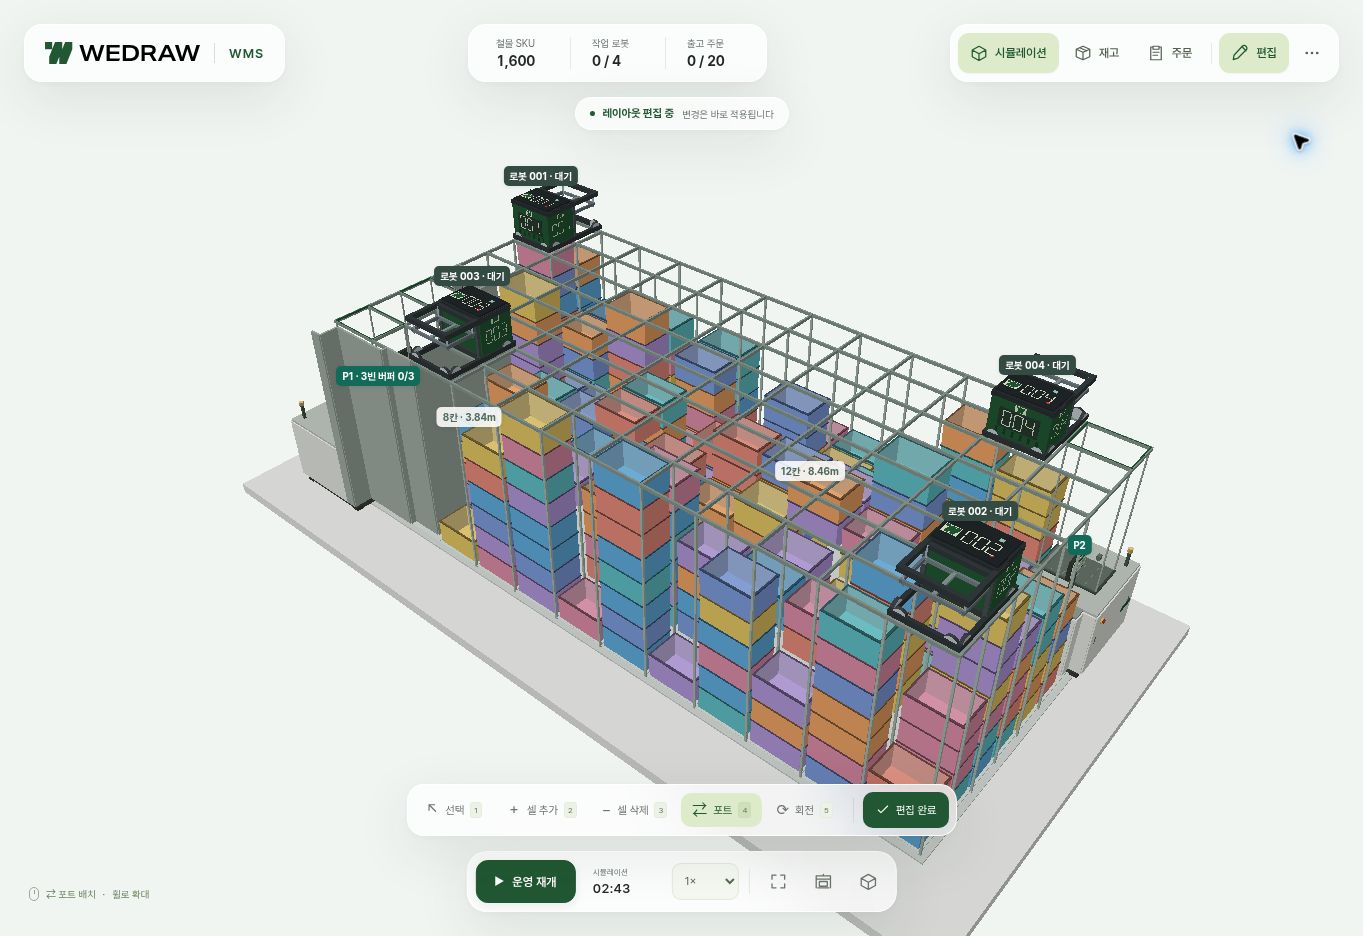 WEDRAW WMS
철물 SKU
1,600
작업 로봇
0 / 4
출고 주문
0 / 20
시뮬레이션
재고
주문
편집
레이아웃 편집 중 변경은 바로 적용됩니다
로봇 001 · 대기
로봇 003 · 대기
P1 · 3빈 버퍼 0/3
로봇 004 · 대기
004
8칸 · 3.84m
12칸 · 8.46m
로봇 002 · 대기
002
P2
선택 1
+ 셀 추가 2
− 셀 삭제 3
포트 4
회전 5
편집 완료
운영 재개
시뮬레이션
02:43
1×
포트 배치 · 휠로 확대